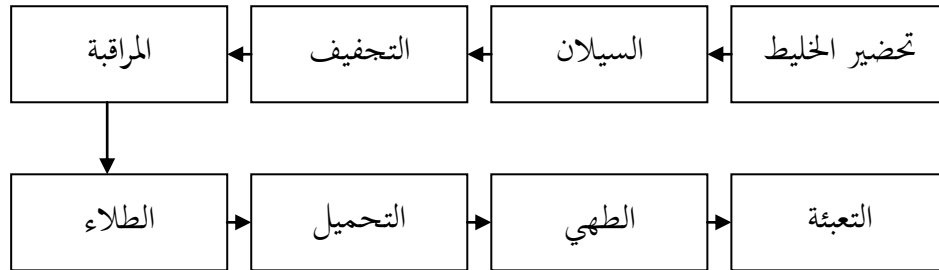 تحضير الخليط
السيلان
التجفيف
المراقبة
الطلاء
التحميل
الطهي
التعبئة